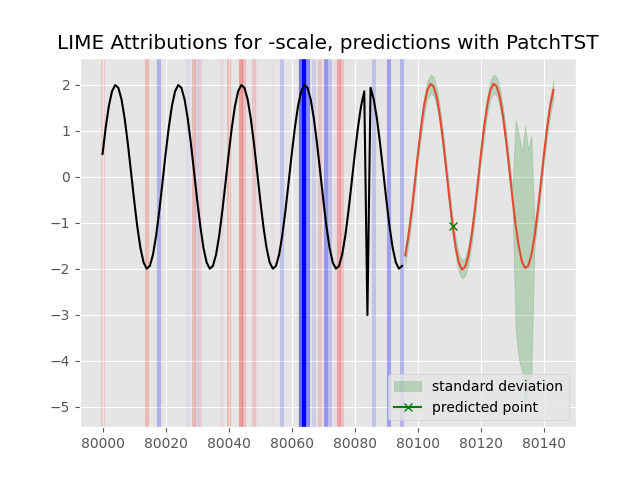 LIME Attributions for -scale, predictions with PatchTST
2
1
0
−1
−2
−3
−4
−5
standard deviation
predicted point
80000 80020 80040 80060 80080 80100 80120 80140